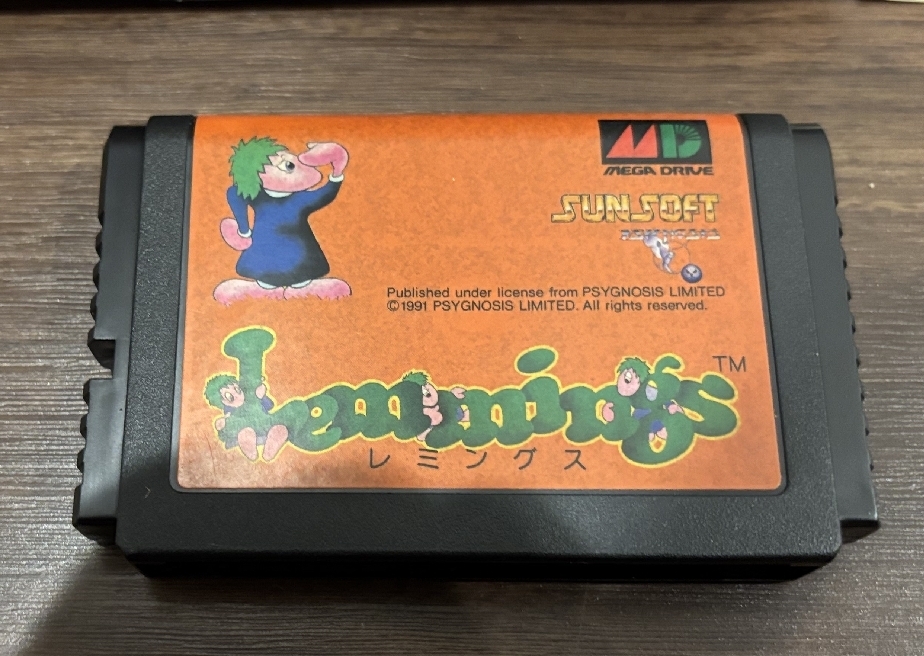 MD
MEGA DRIVE
SUNSOFT
PSYGNOSIS
Published under license from PSYGNOSIS LIMITED
©1991 PSYGNOSIS LIMITED. All rights reserved.
Lemmings TM
レミングス